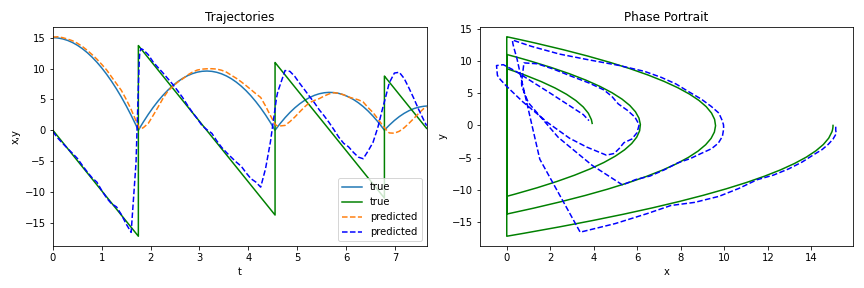 Trajectories
x,y
15
10
5
0
−5
−10
−15
0 1 2 3 4 5 6 7
t
true
true
predicted
predicted
Phase Portrait
y
15
10
5
0
−5
−10
−15
0 2 4 6 8 10 12 14
x